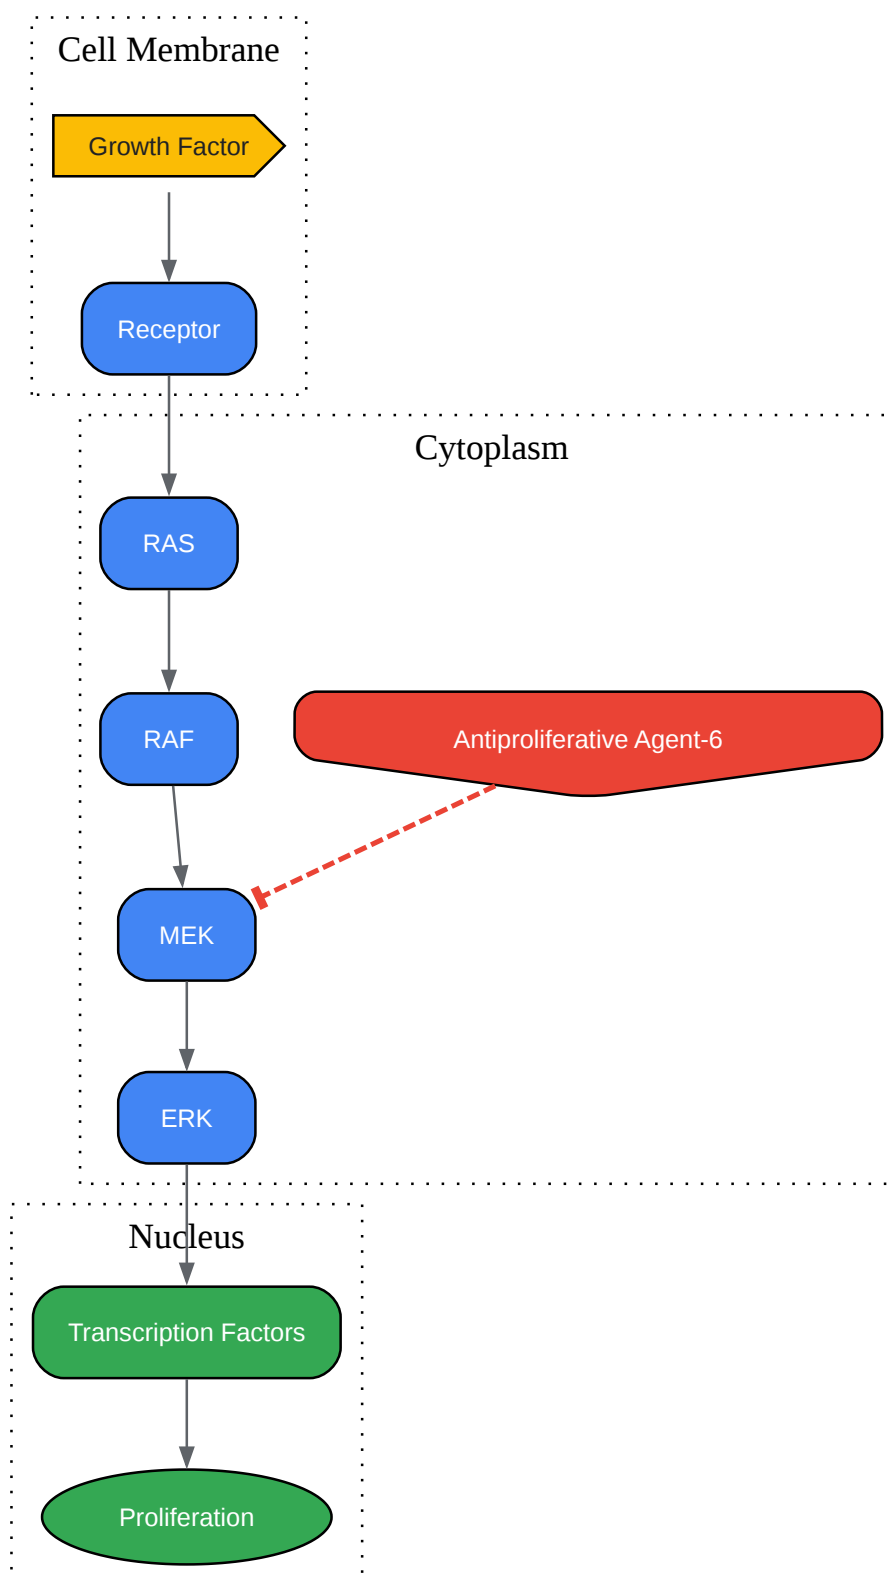 Cell Membrane
Growth Factor
Receptor
Cytoplasm
RAS
RAF
Antiproliferative Agent-6
MEK
ERK
Nucleus
Transcription Factors
Proliferation